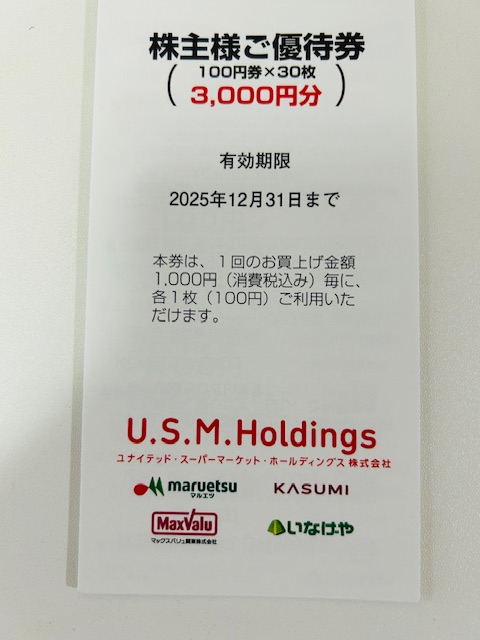 株主様ご優待券
100円券×30枚
3,000円分
有効期限
2025年12月31日まで
本券は、1回のお買上げ金額
1,000円（消費税込み）毎に、
各1枚（100円）ご利用いた
だけます。
U.S.M.Holdings
ユナイテッド・スーパーマーケット・ホールディングス 株式会社
maruetsu
マルエツ
KASUMI
MaxValu
マックスバリュ関東株式会社
いなげや